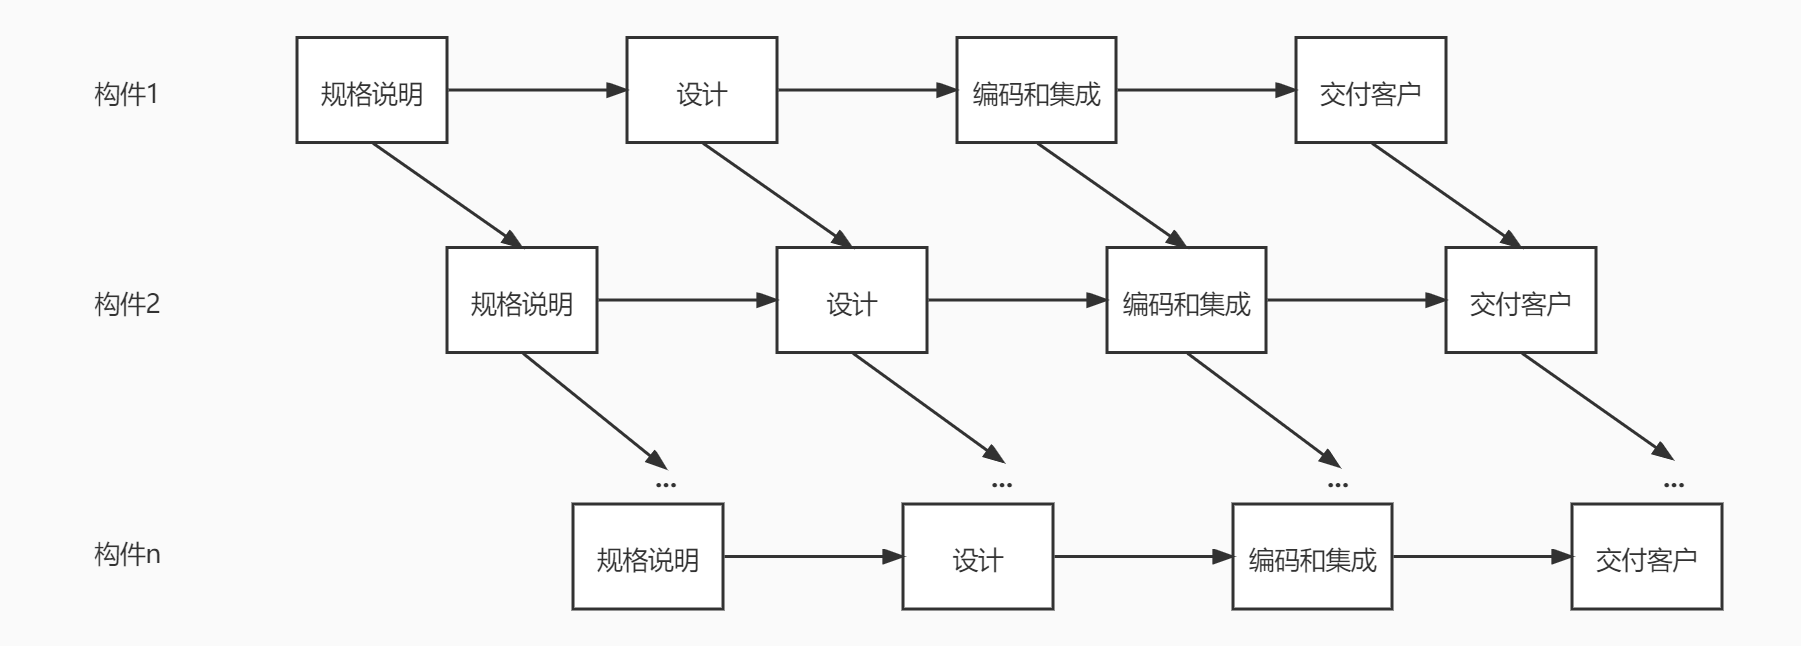 构件1
规格说明
设计
编码和集成
交付客户
构件2
规格说明
设计
编码和集成
交付客户
...
...
...
...
构件n
规格说明
设计
编码和集成
交付客户